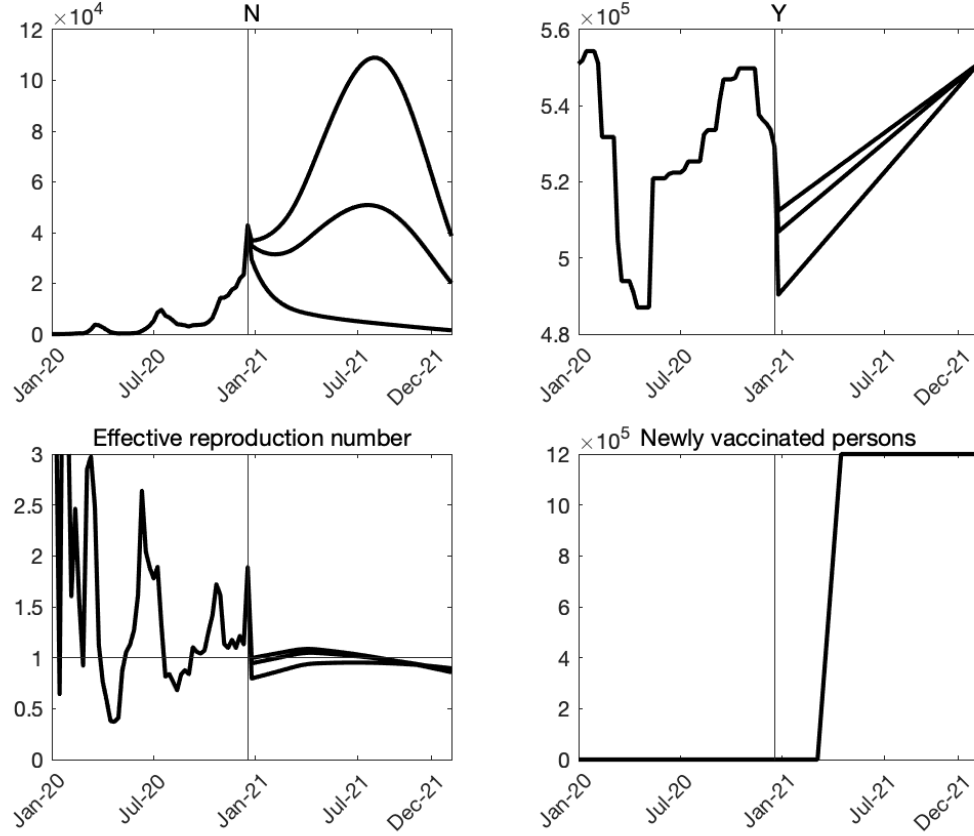 N
×10⁴
12
10
8
6
4
2
0
Jan-20
Jul-20
Jan-21
Jul-21
Dec-21
Y
×10⁵
5.6
5.4
5.2
5
4.8
Jan-20
Jul-20
Jan-21
Jul-21
Dec-21
Effective reproduction number
3
2.5
2
1.5
1
0.5
0
Jan-20
Jul-20
Jan-21
Jul-21
Dec-21
Newly vaccinated persons
×10⁵
12
10
8
6
4
2
0
Jan-20
Jul-20
Jan-21
Jul-21
Dec-21